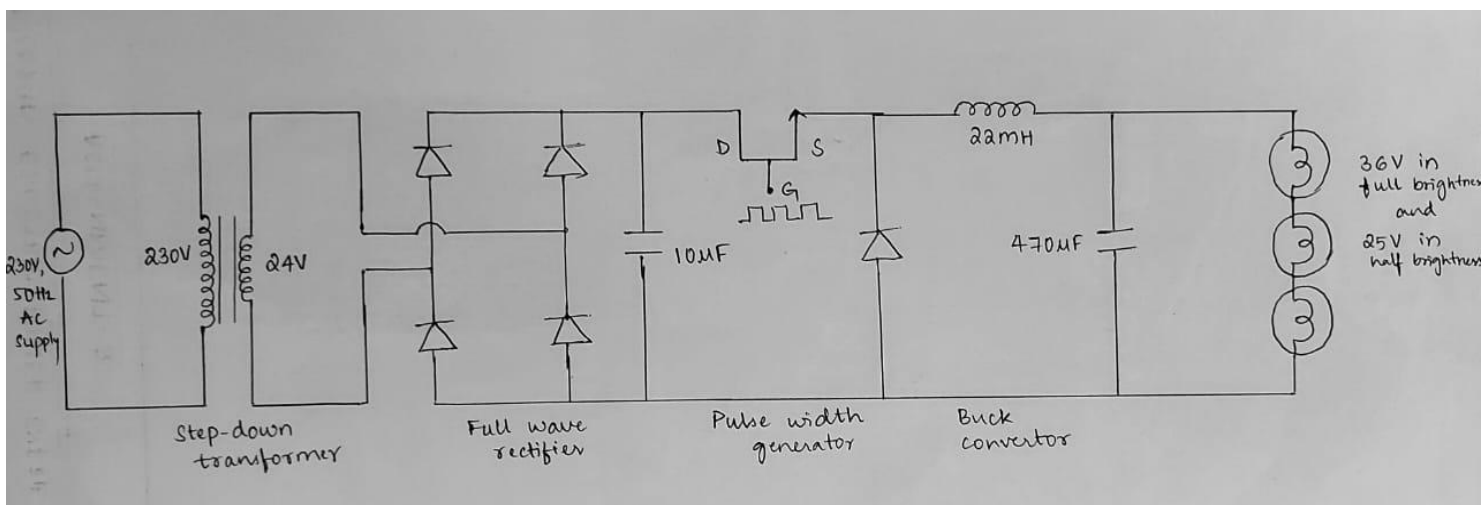 230V,
50Hz
AC
supply
230V
24V
Step-down
transformer
Full wave
rectifier
10µF
D
S
G
Pulse width
generator
22mH
Buck
convertor
470µF
36V in
full brightness
and
25V in
half brightness